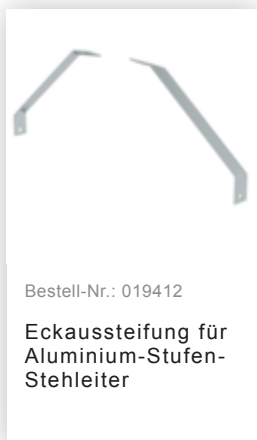 Bestell-Nr.: 019412
Eckaussteifung für
Aluminium-Stufen-
Stehleiter